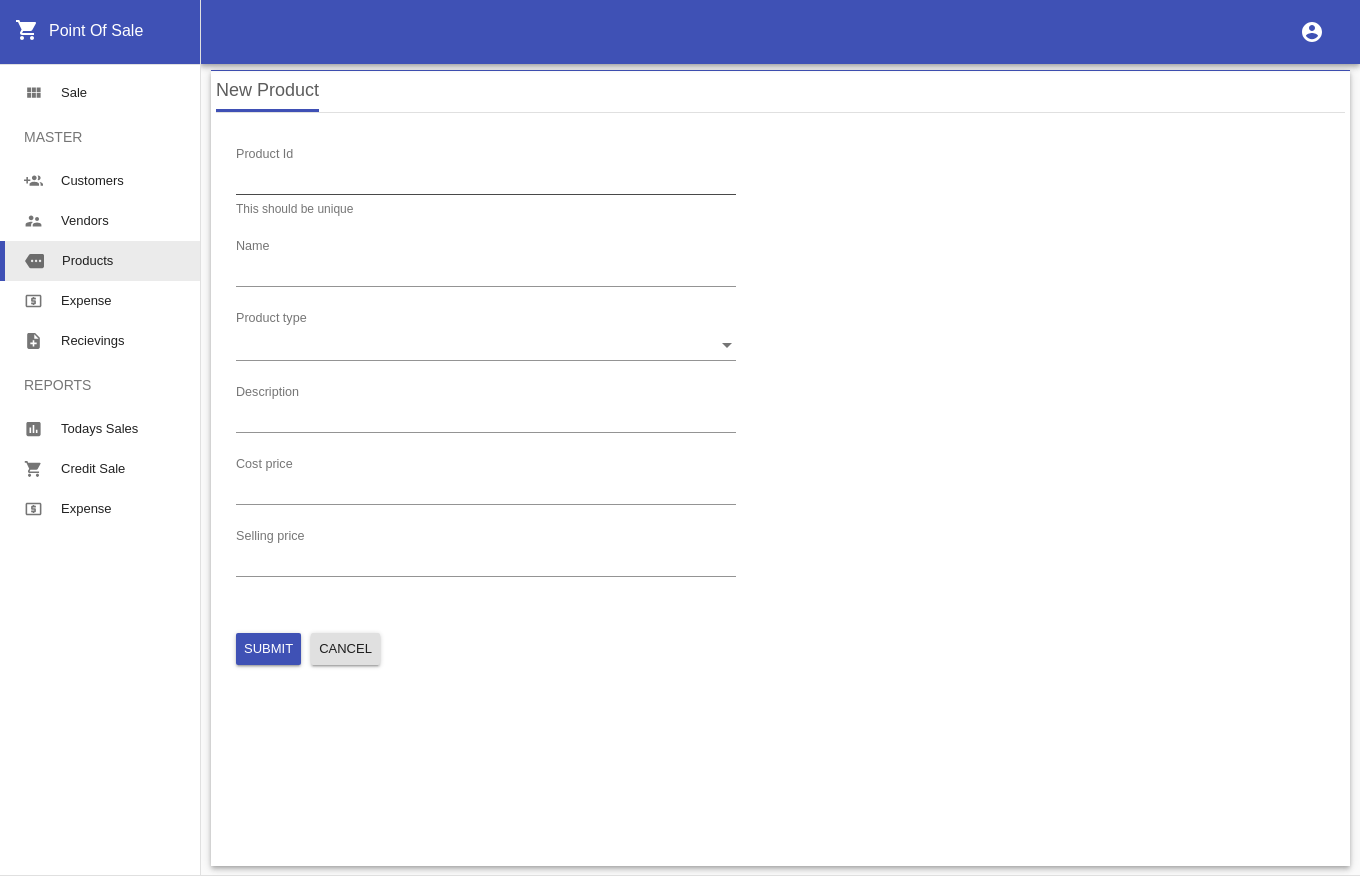 Point Of Sale
Sale
MASTER
Customers
Vendors
Products
Expense
Recievings
REPORTS
Todays Sales
Credit Sale
Expense
New Product
Product Id
This should be unique
Name
Product type
Description
Cost price
Selling price
SUBMIT CANCEL